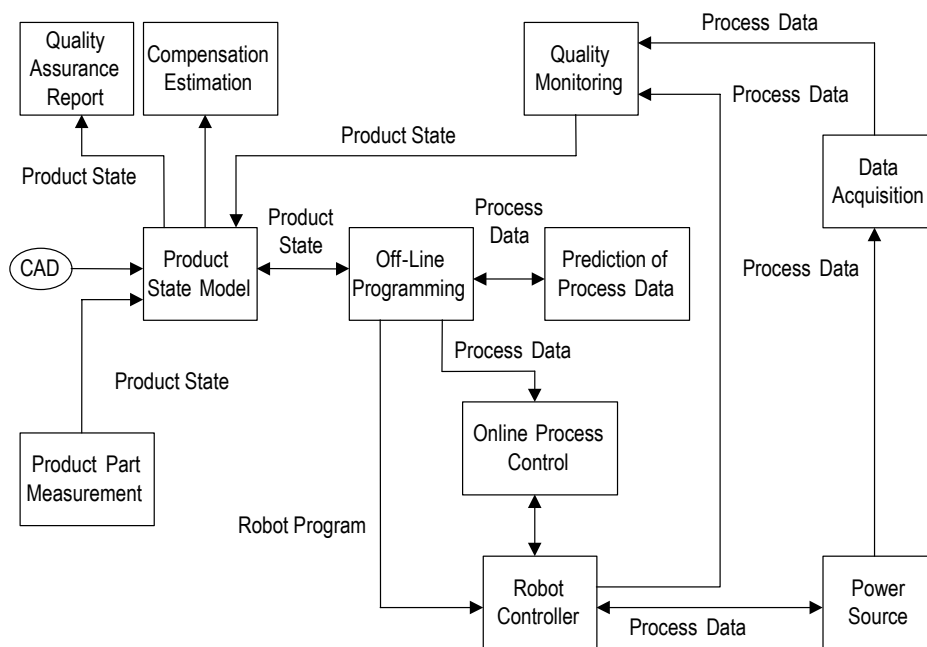 Quality
Assurance
Report
Compensation
Estimation
Quality
Monitoring
Process Data
Process Data
Product State
Product State
Data
Acquisition
Product
State
Process
Data
CAD
Product
State Model
Off-Line
Programming
Prediction of
Process Data
Process Data
Process Data
Product State
Online Process
Control
Product Part
Measurement
Robot Program
Robot
Controller
Process Data
Power
Source